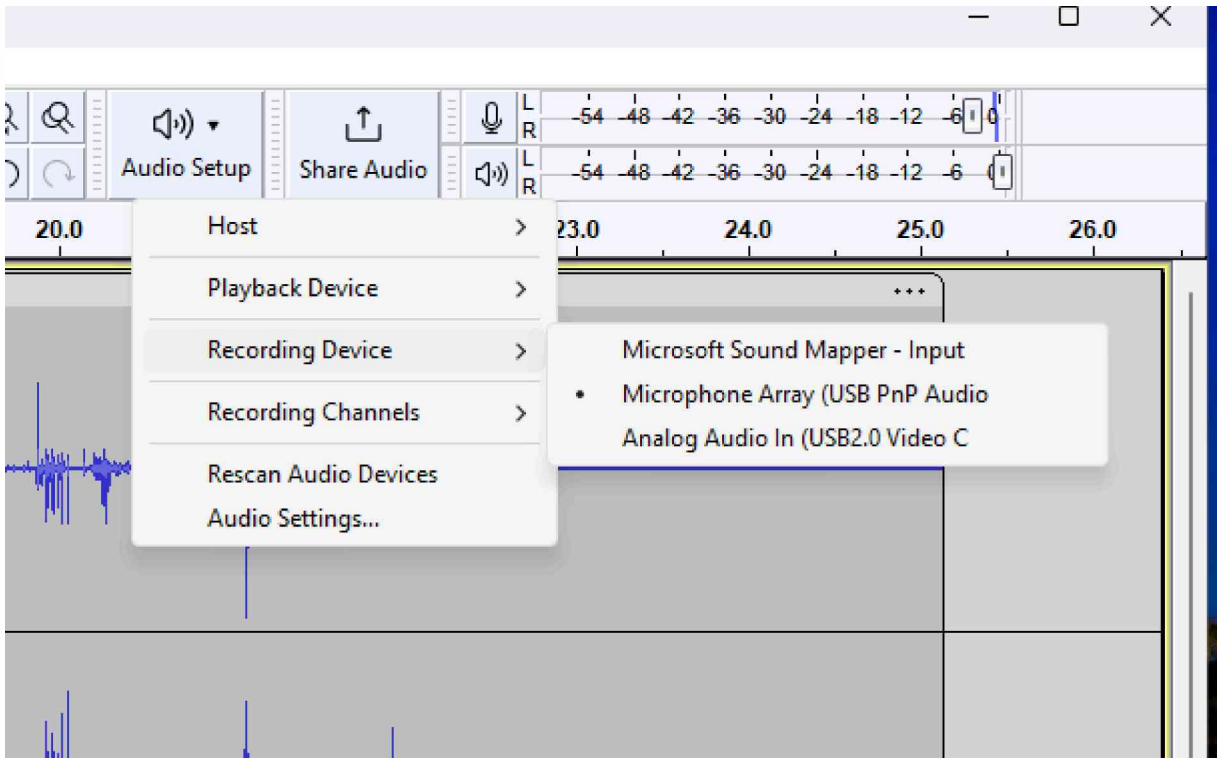 L
R
-54 -48 -42 -36 -30 -24 -18 -12 -6 0
Audio Setup
Share Audio
L
R
-54 -48 -42 -36 -30 -24 -18 -12 -6
20.0
23.0
24.0
25.0
26.0
Host
Playback Device
Recording Device
Recording Channels
Rescan Audio Devices
Audio Settings...
Microsoft Sound Mapper - Input
Microphone Array (USB PnP Audio
Analog Audio In (USB2.0 Video C